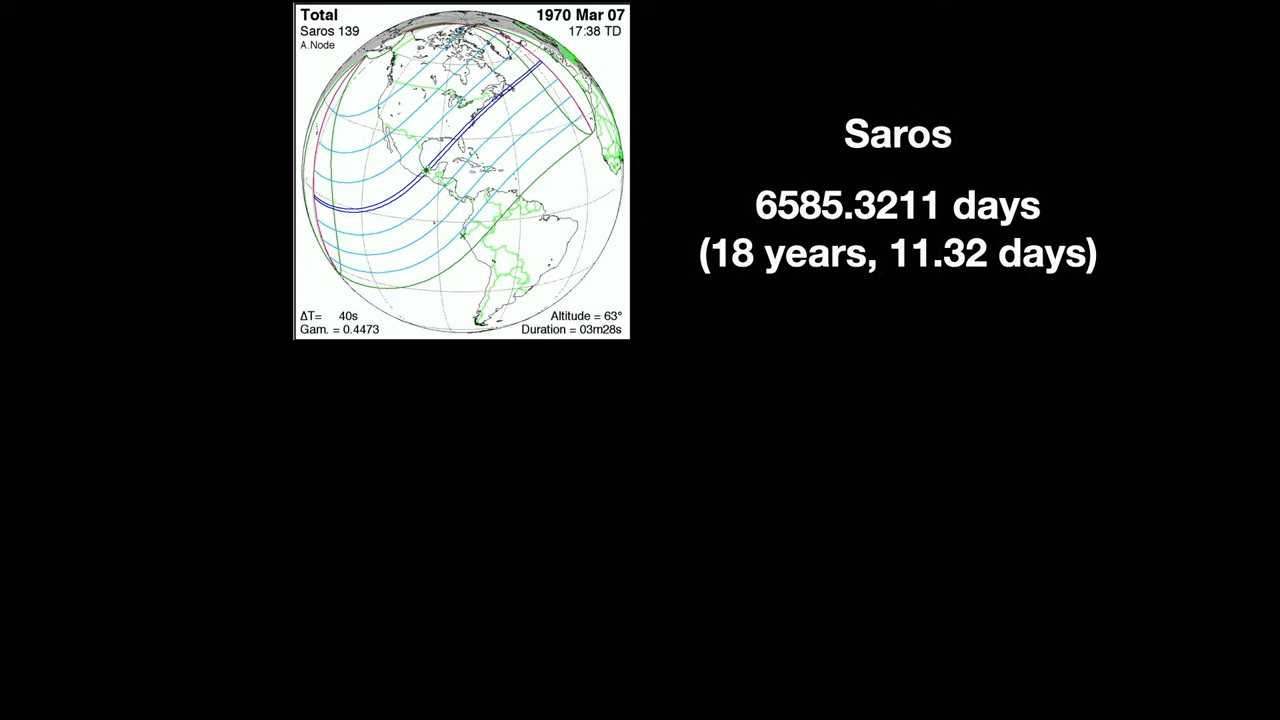 Total
1970 Mar 07
Saros 139
17:38 TD
A.Node
Saros
6585.3211 days
(18 years, 11.32 days)
ΔT= 40s
Altitude = 63°
Gam. = 0.4473
Duration = 03m28s